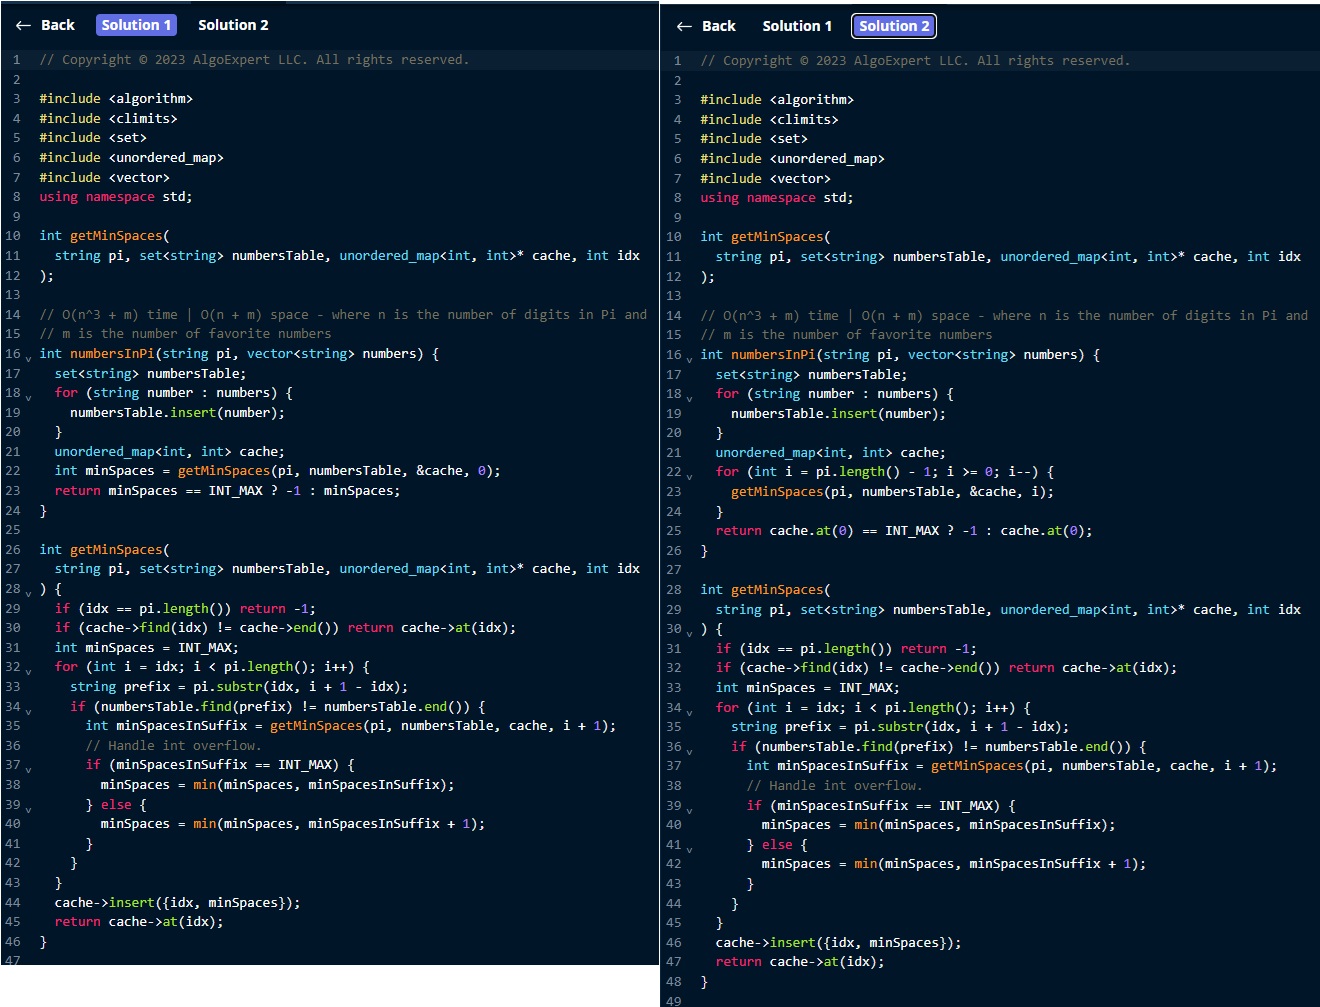 ← Back Solution 1 Solution 2
1 // Copyright © 2023 AlgoExpert LLC. All rights reserved.
2
3 #include <algorithm>
4 #include <climits>
5 #include <set>
6 #include <unordered_map>
7 #include <vector>
8 using namespace std;
9
10 int getMinSpaces(
11   string pi, set<string> numbersTable, unordered_map<int, int>* cache, int idx
12 );
13
14 // O(n^3 + m) time | O(n + m) space - where n is the number of digits in Pi and
15 // m is the number of favorite numbers
16 int numbersInPi(string pi, vector<string> numbers) {
17   set<string> numbersTable;
18   for (string number : numbers) {
19     numbersTable.insert(number);
20   }
21   unordered_map<int, int> cache;
22   int minSpaces = getMinSpaces(pi, numbersTable, &cache, 0);
23   return minSpaces == INT_MAX ? -1 : minSpaces;
24 }
25
26 int getMinSpaces(
27   string pi, set<string> numbersTable, unordered_map<int, int>* cache, int idx
28 ) {
29   if (idx == pi.length()) return -1;
30   if (cache->find(idx) != cache->end()) return cache->at(idx);
31   int minSpaces = INT_MAX;
32   for (int i = idx; i < pi.length(); i++) {
33     string prefix = pi.substr(idx, i + 1 - idx);
34     if (numbersTable.find(prefix) != numbersTable.end()) {
35       int minSpacesInSuffix = getMinSpaces(pi, numbersTable, cache, i + 1);
36       // Handle int overflow.
37       if (minSpacesInSuffix == INT_MAX) {
38         minSpaces = min(minSpaces, minSpacesInSuffix);
39       } else {
40         minSpaces = min(minSpaces, minSpacesInSuffix + 1);
41       }
42     }
43   }
44   cache->insert({idx, minSpaces});
45   return cache->at(idx);
46 }
47
← Back Solution 1 Solution 2
1 // Copyright © 2023 AlgoExpert LLC. All rights reserved.
2
3 #include <algorithm>
4 #include <climits>
5 #include <set>
6 #include <unordered_map>
7 #include <vector>
8 using namespace std;
9
10 int getMinSpaces(
11   string pi, set<string> numbersTable, unordered_map<int, int>* cache, int idx
12 );
13
14 // O(n^3 + m) time | O(n + m) space - where n is the number of digits in Pi and
15 // m is the number of favorite numbers
16 int numbersInPi(string pi, vector<string> numbers) {
17   set<string> numbersTable;
18   for (string number : numbers) {
19     numbersTable.insert(number);
20   }
21   unordered_map<int, int> cache;
22   for (int i = pi.length() - 1; i >= 0; i--) {
23     getMinSpaces(pi, numbersTable, &cache, i);
24   }
25   return cache.at(0) == INT_MAX ? -1 : cache.at(0);
26 }
27
28 int getMinSpaces(
29   string pi, set<string> numbersTable, unordered_map<int, int>* cache, int idx
30 ) {
31   if (idx == pi.length()) return -1;
32   if (cache->find(idx) != cache->end()) return cache->at(idx);
33   int minSpaces = INT_MAX;
34   for (int i = idx; i < pi.length(); i++) {
35     string prefix = pi.substr(idx, i + 1 - idx);
36     if (numbersTable.find(prefix) != numbersTable.end()) {
37       int minSpacesInSuffix = getMinSpaces(pi, numbersTable, cache, i + 1);
38       // Handle int overflow.
39       if (minSpacesInSuffix == INT_MAX) {
40         minSpaces = min(minSpaces, minSpacesInSuffix);
41       } else {
42         minSpaces = min(minSpaces, minSpacesInSuffix + 1);
43       }
44     }
45   }
46   cache->insert({idx, minSpaces});
47   return cache->at(idx);
48 }
49